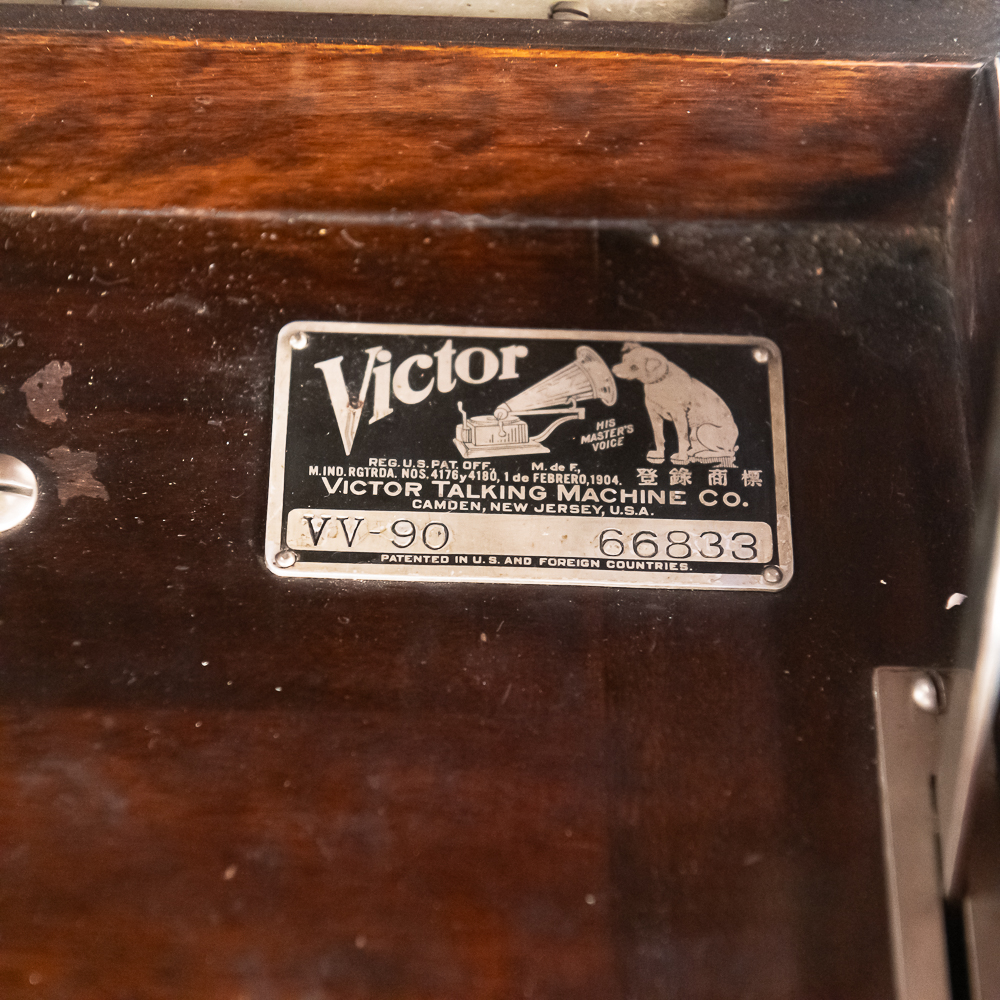 Victor
HIS
MASTER'S
VOICE
REG. U.S. PAT. OFF. M. de F.,
M. IND. RGTRDA. NOS. 4176 y 4180, 1 de FEBRERO, 1904. 登錄商標
VICTOR TALKING MACHINE CO.
CAMDEN, NEW JERSEY, U.S.A.
VV-90 66833
PATENTED IN U.S. AND FOREIGN COUNTRIES.